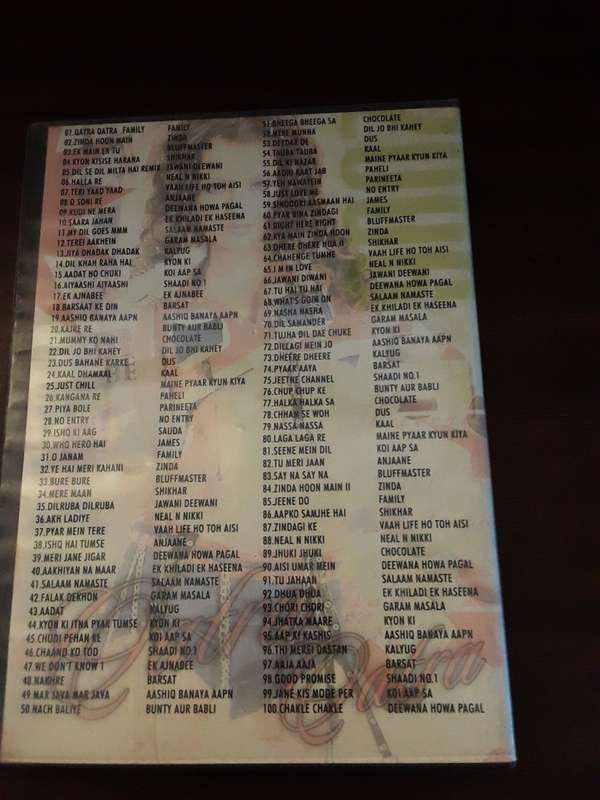 01.QATRA QATRA FAMILY FAMILY
02.ZINDA HOON MAIN ZINDA
03.EK MAIN EK TU BLUFFMASTER
04.KYON KISISE HARANA SHIKHAR
05.DIL SE DIL MILTA HAI REMIX JAWANI DEEWANI
06.HALLA RE NEAL N NIKKI
07.TERI YAAD YAAD VAAH LIFE HO TOH AISI
08.O SONI RE ANJAANE
09.KUDI NE MERA DEEWANA HOWA PAGAL
10.SAARA JAHAN EK KHILADI EK HASEENA
11.MY DIL GOES MMM SALAAM NAMASTE
12.TEREI AAKHEIN GARAM MASALA
13.JIYA DHADAK DHADAK KALYUG
14.DIL KHAH RAHA HAI KYON KI
15.AADAT HO CHUKI KOI AAP SA
16.AIYAASHI AIYAASHI SHAADI NO.1
17.EK AJNABEE EK AJNABEE
18.BARSAAT KE DIN BARSAT
19.AASHIQ BANAYA AAPN AASHIQ BANAYA AAPN
20.KAJRE RE BUNTY AUR BABLI
21.MUMMY KO NAHI CHOCOLATE
22.DIL JO BHI KAHEY DIL JO BHI KAHEY
23.DUS BAHANE KARKE DUS
24.KAAL DHAMAAL KAAL
25.JUST CHILL MAINE PYAAR KYUN KIYA
26.KANGANA RE PAHELI
27.PIYA BOLE PARINEETA
28.NO ENTRY NO ENTRY
29.ISHQ KI AAG SAUDA
30.WHO HERO HAI JAMES
31.O JANAM FAMILY
32.YE HAI MERI KAHANI ZINDA
33.BURE BURE BLUFFMASTER
34.MERE MAAN SHIKHAR
35.DILRUBA DILRUBA JAWANI DEEWANI
36.AKH LADIYE NEAL N NIKKI
37.PYAR MEIN TERE VAAH LIFE HO TOH AISI
38.ISHQ HAI TUMSE ANJAANE
39.MERI JANE JIGAR DEEWANA HOWA PAGAL
40.AAKHIYAN NA MAAR EK KHILADI EK HASEENA
41.SALAAM NAMASTE SALAAM NAMASTE
42.FALAK DEKHON GARAM MASALA
43.AADAT KALYUG
44.KYON KI ITNA PYAR TUMSE KYON KI
45.CHUDI PEHAN KE KOI AAP SA
46.CHAAND KO TOD SHAADI NO.1
47.WE DON'T KNOW 1 EK AJNABEE
48.NAKHRE BARSAT
49.MAR JAVA MAR JAVA AASHIQ BANAYA AAPN
50.NACH BALIYE BUNTY AUR BABLI
51.BHEEGA BHEEGA SA CHOCOLATE
52.MERE MUNNA DIL JO BHI KAHEY
53.DEEDAR DE DUS
54.TAUBA TAUBA KAAL
55.DIL KI NAZAR MAINE PYAAR KYUN KIYA
56.AADHI RAAT JAB PAHELI
57.YEH HAWAYEIN PARINEETA
58.JUST LOVE ME NO ENTRY
59.SINDOORI AASMAAN HAI JAMES
60.PYAR BINA ZINDAGI FAMILY
61.RIGHT HERE RIGHT BLUFFMASTER
62.KYA MAIN ZINDA HOON ZINDA
63.DHERE DHERE HUA JI SHIKHAR
64.CHAHENGE TUMHE VAAH LIFE HO TOH AISI
65.I M IN LOVE NEAL N NIKKI
66.JAWANI DIWANI JAWANI DEEWANI
67.TU HAI TU HAI DEEWANA HOWA PAGAL
68.WHAT'S GOIN ON SALAAM NAMASTE
69.NASHA NASHA EK KHILADI EK HASEENA
70.DIL SAMANDER GARAM MASALA
71.TUJHA DIL DAE CHUKE KYON KI
72.DILLAGI MEIN JO AASHIQ BANAYA AAPN
73.DHEERE DHEERE KALYUG
74.PYAAR AAYA BARSAT
75.JEETNE CHANNEL SHAADI NO.1
76.CHUP CHUP KE BUNTY AUR BABLI
77.HALKA HALKA SA CHOCOLATE
78.CHHAM SE WOH DUS
79.NASSA NASSA KAAL
80.LAGA LAGA RE MAINE PYAAR KYUN KIYA
81.SEENE MEIN DIL KOI AAP SA
82.TU MERI JAAN ANJAANE
83.SAY NA SAY NA BLUFFMASTER
84.ZINDA HOON MAIN II ZINDA
85.JEENE DO FAMILY
86.AAPKO SAMJHE HAI SHIKHAR
87.ZINDAGI KE VAAH LIFE HO TOH AISI
88.NEAL N NIKKI NEAL N NIKKI
89.JHUKI JHUKI CHOCOLATE
90.AISI UMAR MEIN DEEWANA HOWA PAGAL
91.TU JAHAAN SALAAM NAMASTE
92.DHUA DHUA EK KHILADI EK HASEENA
93.CHORI CHORI GARAM MASALA
94.JHATKA MAARE KYON KI
95.AAP KI KASHIS AASHIQ BANAYA AAPN
96.THI MERSI DASTAN KALYUG
97.AAJA AAJA BARSAT
98.GOOD PROMISE SHAADI NO.1
99.JANE KIS MODE PER KOI AAP SA
100.CHAKLE CHAKLE DEEWANA HOWA PAGAL
Qatra
Qatra